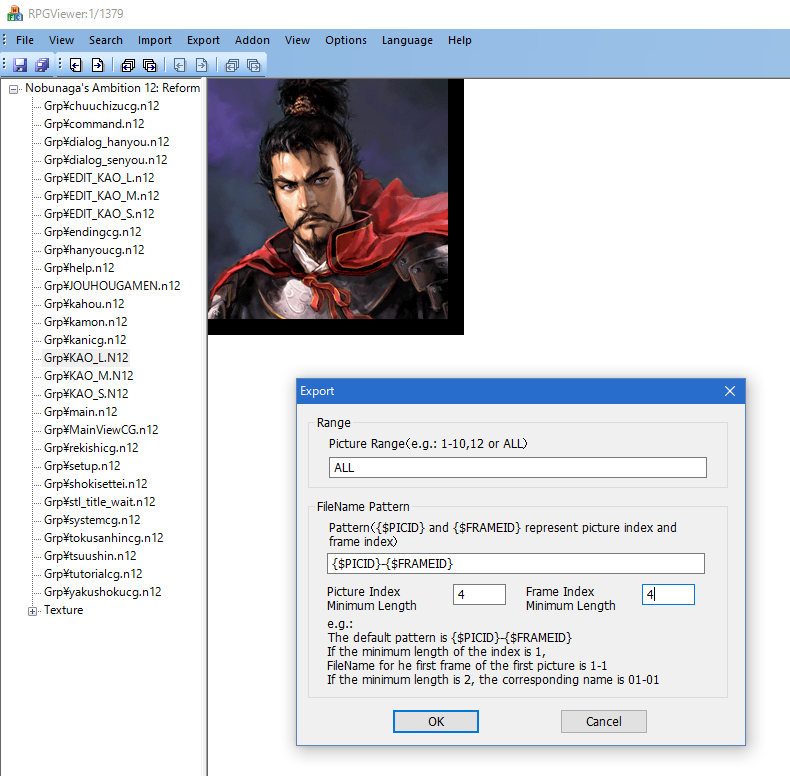 RPGViewer:1/1379
File View Search Import Export Addon View Options Language Help
Nobunaga's Ambition 12: Reform
Grp¥chuuchizucg.n12
Grp¥command.n12
Grp¥dialog_hanyou.n12
Grp¥dialog_senyou.n12
Grp¥EDIT_KAO_L.n12
Grp¥EDIT_KAO_M.n12
Grp¥EDIT_KAO_S.n12
Grp¥endingcg.n12
Grp¥hanyoucg.n12
Grp¥help.n12
Grp¥JOUHOUGAMEN.n12
Grp¥kahou.n12
Grp¥kamon.n12
Grp¥kanicg.n12
Grp¥KAO_L.N12
Grp¥KAO_M.N12
Grp¥KAO_S.N12
Grp¥main.n12
Grp¥MainViewCG.n12
Grp¥rekishicg.n12
Grp¥setup.n12
Grp¥shokisettei.n12
Grp¥stl_title_wait.n12
Grp¥systemcg.n12
Grp¥tokusanhincg.n12
Grp¥tsuushin.n12
Grp¥tutorialcg.n12
Grp¥yakushokucg.n12
Texture
Export
Range
Picture Range(e.g.: 1-10,12 or ALL)
ALL
FileName Pattern
Pattern({$PICID} and {$FRAMEID} represent picture index and
frame index)
{$PICID}-{$FRAMEID}
Picture Index
Minimum Length
4
Frame Index
Minimum Length
4
e.g.:
The default pattern is {$PICID}-{$FRAMEID}
If the minimum length of the index is 1,
FileName for he first frame of the first picture is 1-1
If the minimum length is 2, the corresponding name is 01-01
OK
Cancel